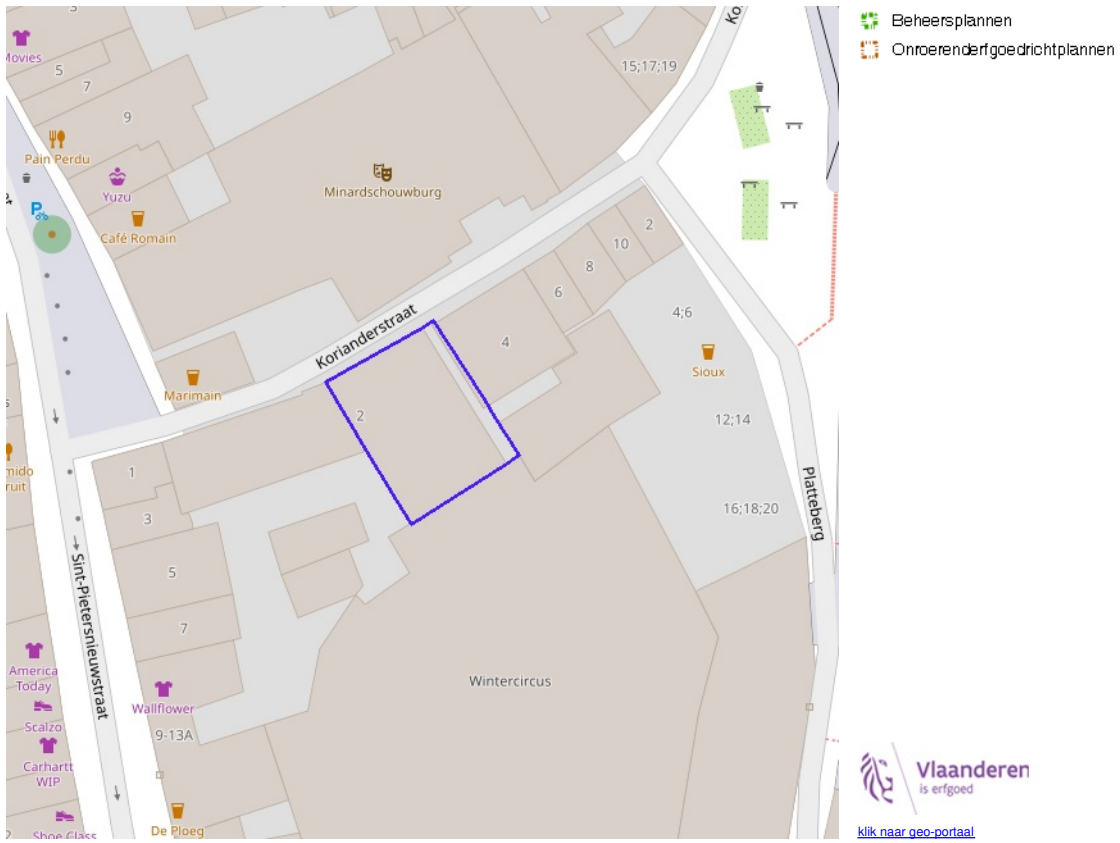 Movies
5
7
9
Pain Perdu
Yuzu
Café Romain
Minardschouwburg
15;17;19
Ko
2
10
8
6
4
4;6
Sioux
Korianderstraat
Marimain
2
12;14
16;18;20
Platteberg
1
3
5
7
Sint-Pietersnieuwstraat
America
Today
Scalzo
Carhartt
WIP
Shoe Class
Wallflower
9-13A
De Ploeg
Wintercircus
Beheersplannen
Onroerenderfgoedrichtplannen
Vlaanderen
is erfgoed
klik naar geo-portaal